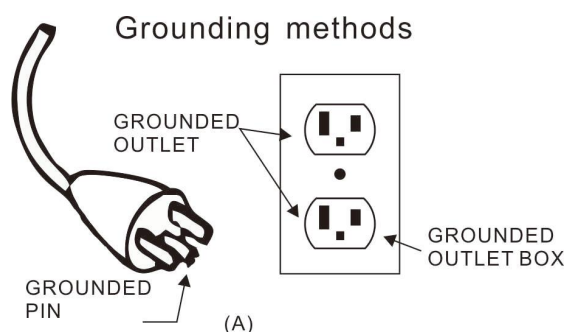 Grounding methods
GROUNDED
OUTLET
GROUNDED
OUTLET BOX
GROUNDED
PIN
(A)